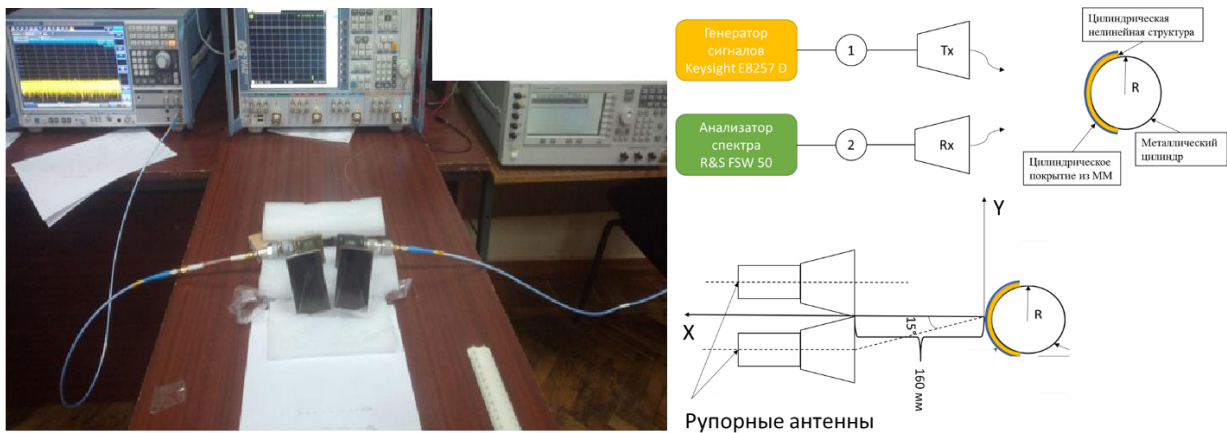 Генератор
сигналов
Keysight E8257 D
1
Tx
Цилиндрическая
нелинейная структура
R
Анализатор
спектра
R&S FSW 50
2
Rx
Цилиндрическое
покрытие из ММ
Металлический
цилиндр
Y
X
15°
R
160 мм
Рупорные антенны